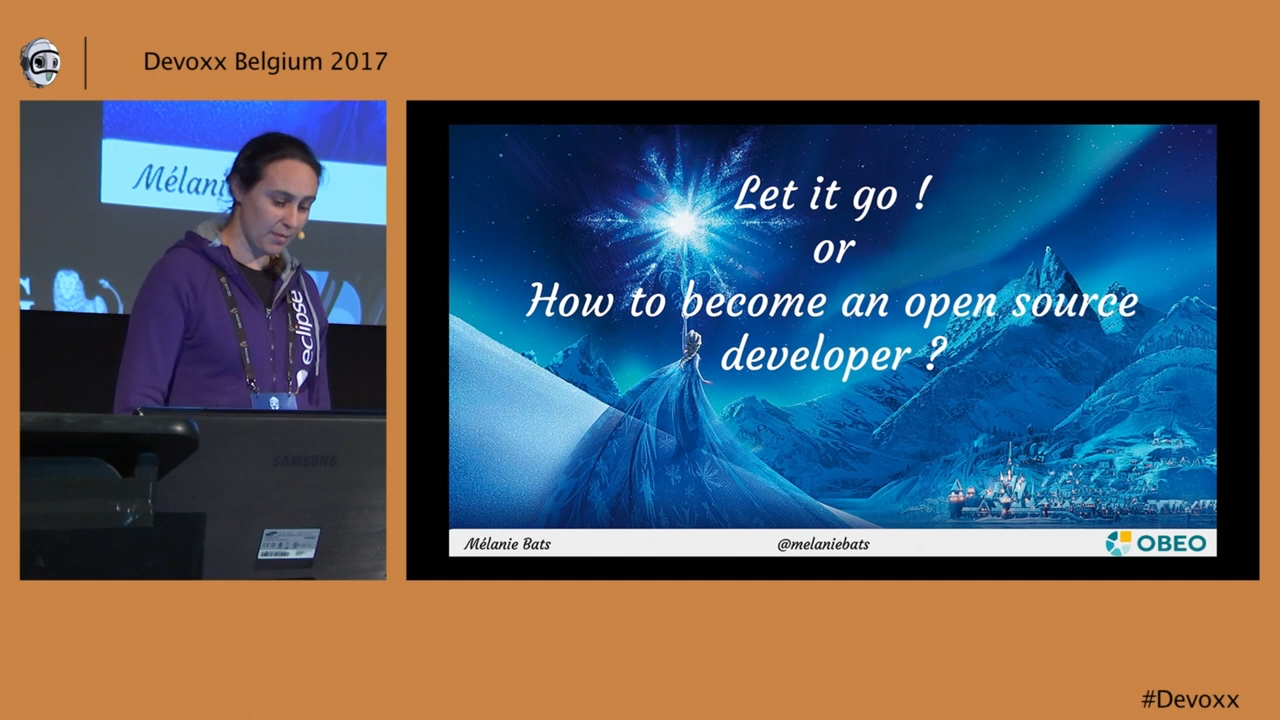 Devoxx Belgium 2017
Mélani
eclipse
SAMSUNG
Let it go !
or
How to become an open source
developer ?
Mélanie Bats
@melaniebats
OBEO
#Devoxx